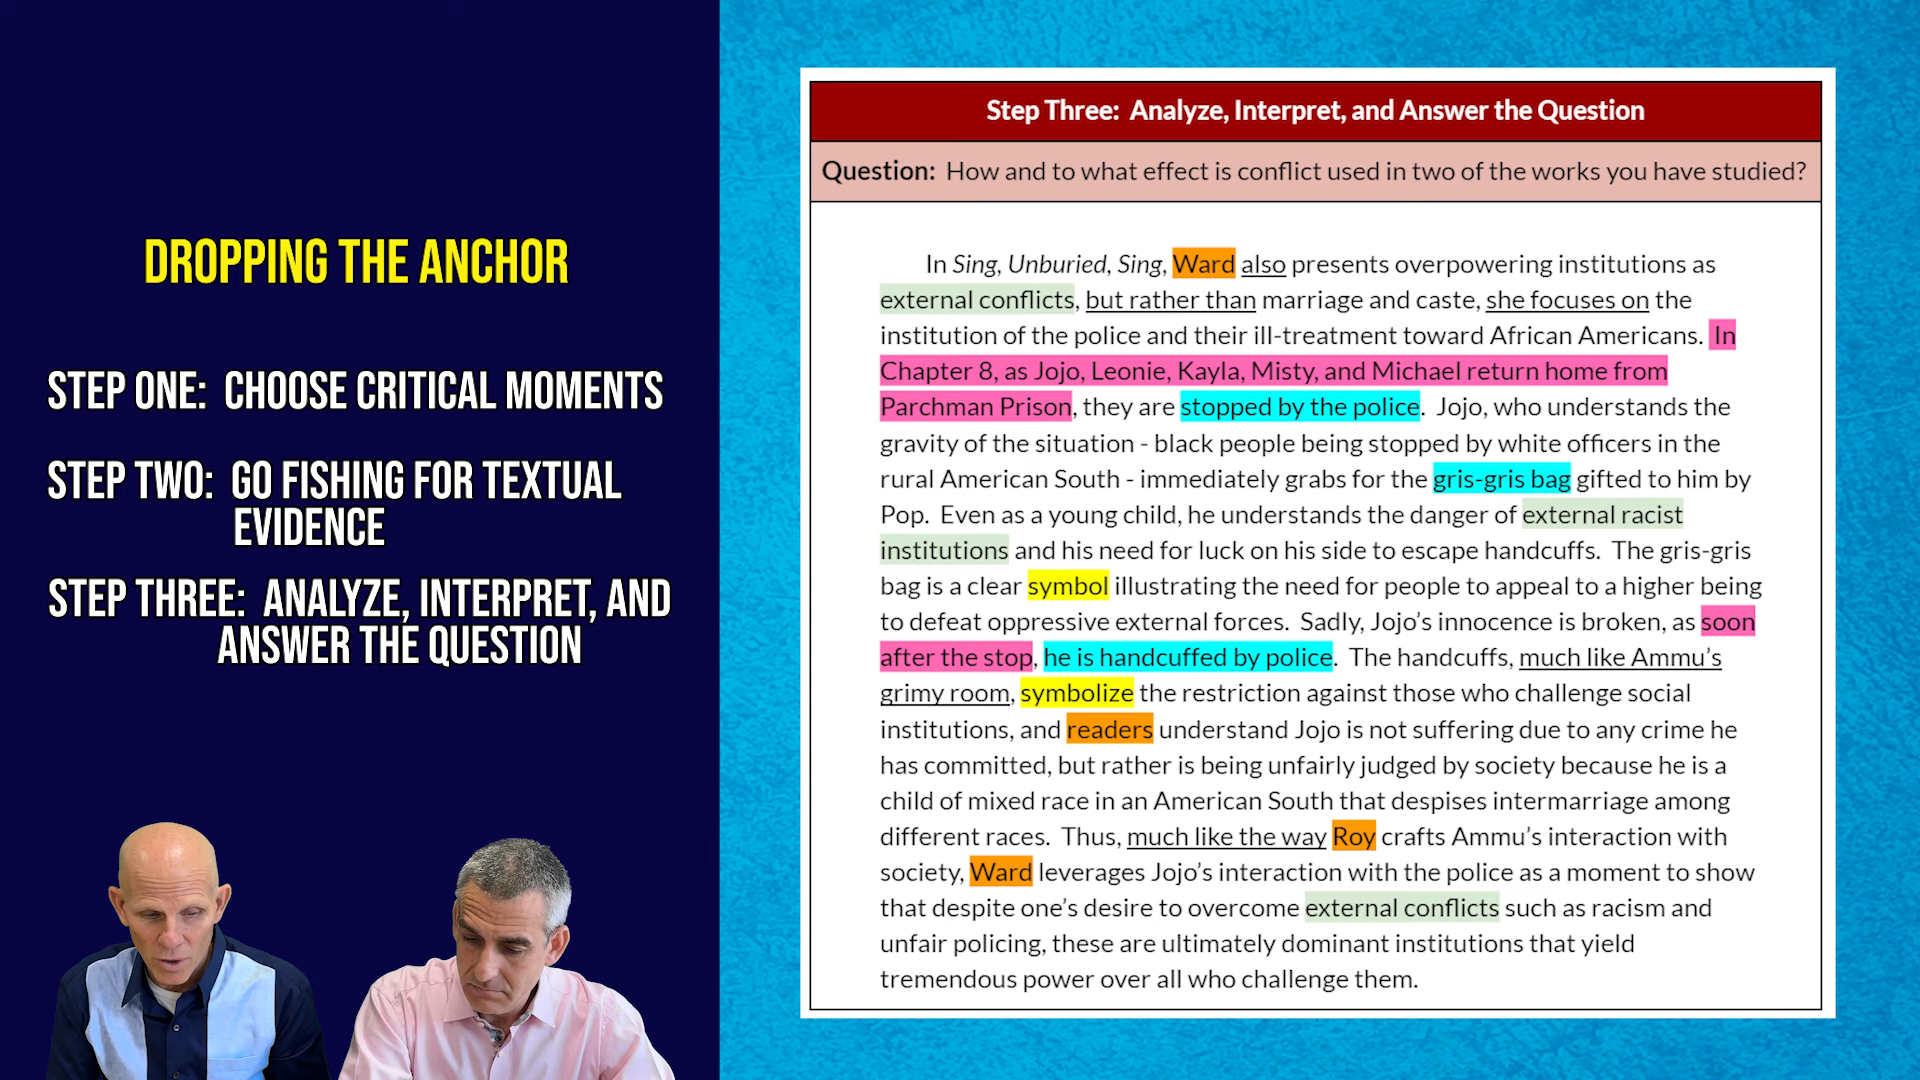 DROPPING THE ANCHOR
STEP ONE: CHOOSE CRITICAL MOMENTS
STEP TWO: GO FISHING FOR TEXTUAL
EVIDENCE
STEP THREE: ANALYZE, INTERPRET, AND
ANSWER THE QUESTION
Step Three: Analyze, Interpret, and Answer the Question
Question: How and to what effect is conflict used in two of the works you have studied?
In Sing, Unburied, Sing, Ward also presents overpowering institutions as
external conflicts, but rather than marriage and caste, she focuses on the
institution of the police and their ill-treatment toward African Americans. In
Chapter 8, as Jojo, Leonie, Kayla, Misty, and Michael return home from
Parchman Prison, they are stopped by the police. Jojo, who understands the
gravity of the situation - black people being stopped by white officers in the
rural American South - immediately grabs for the gris-gris bag gifted to him by
Pop. Even as a young child, he understands the danger of external racist
institutions and his need for luck on his side to escape handcuffs. The gris-gris
bag is a clear symbol illustrating the need for people to appeal to a higher being
to defeat oppressive external forces. Sadly, Jojo's innocence is broken, as soon
after the stop, he is handcuffed by police. The handcuffs, much like Ammu's
grimy room, symbolize the restriction against those who challenge social
institutions, and readers understand Jojo is not suffering due to any crime he
has committed, but rather is being unfairly judged by society because he is a
child of mixed race in an American South that despises intermarriage among
different races. Thus, much like the way Roy crafts Ammu's interaction with
society, Ward leverages Jojo's interaction with the police as a moment to show
that despite one's desire to overcome external conflicts such as racism and
unfair policing, these are ultimately dominant institutions that yield
tremendous power over all who challenge them.